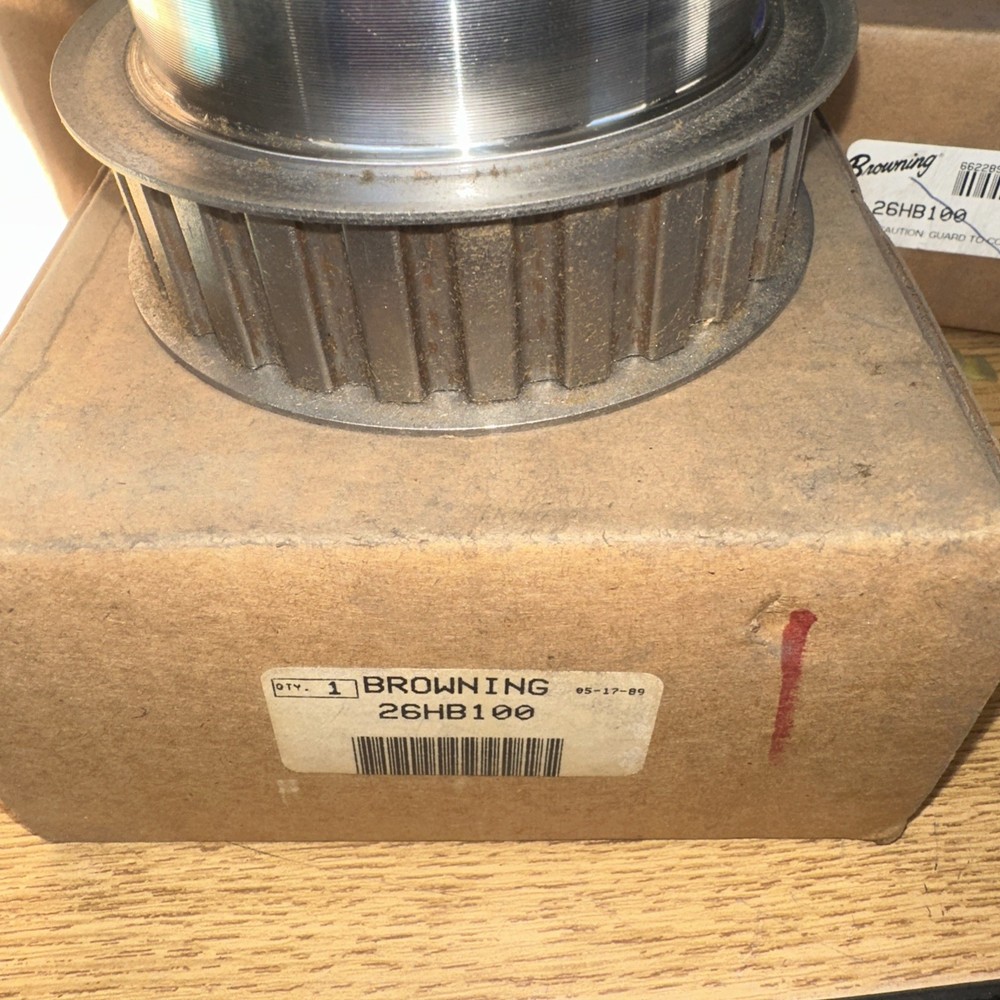 Browning
26HB100
QTY. 1 BROWNING 05-17-89
26HB100